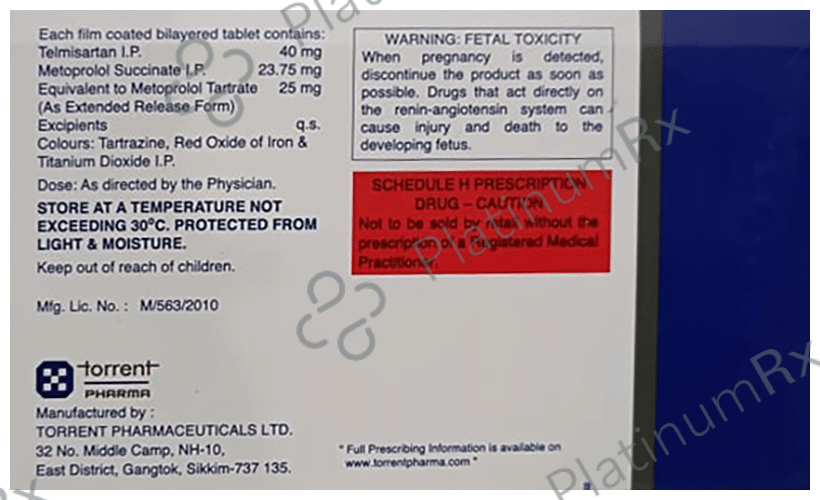 Each film coated bilayered tablet contains:
Telmisartan I.P. 40 mg
Metoprolol Succinate I.P. 23.75 mg
Equivalent to Metoprolol Tartrate 25 mg
(As Extended Release Form)
Excipients q.s.
Colours: Tartrazine, Red Oxide of Iron &
Titanium Dioxide I.P.
Dose: As directed by the Physician.
STORE AT A TEMPERATURE NOT
EXCEEDING 30°C. PROTECTED FROM
LIGHT & MOISTURE.
Keep out of reach of children.
Mfg. Lic. No. : M/563/2010
torrent
PHARMA
Manufactured by :
TORRENT PHARMACEUTICALS LTD.
32 No. Middle Camp, NH-10,
East District, Gangtok, Sikkim-737 135.
WARNING: FETAL TOXICITY
When pregnancy is detected,
discontinue the product as soon as
possible. Drugs that act directly on
the renin-angiotensin system can
cause injury and death to the
developing fetus.
SCHEDULE H PRESCRIPTION
DRUG – CAUTION
Not to be sold by retail without the
prescription of a Registered Medical
Practitioner.
* Full Prescribing Information is available on
www.torrentpharma.com *
PlatinumRx
PlatinumRx
PlatinumRx
Rx